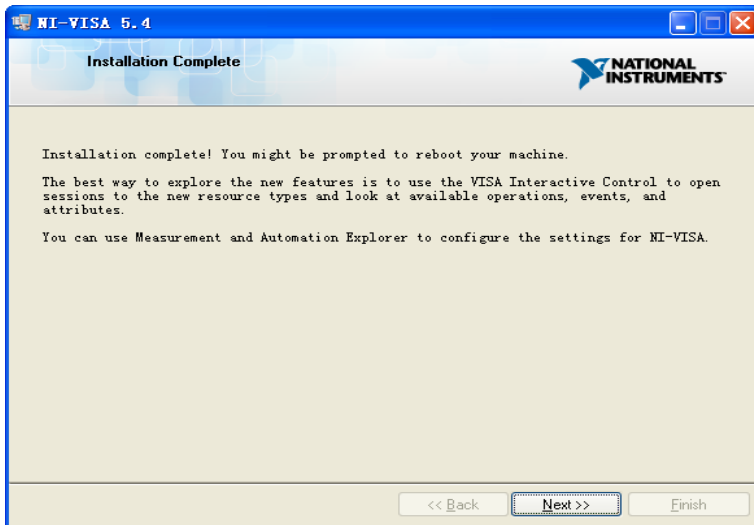 NI-VISA 5.4
Installation Complete
NATIONAL
INSTRUMENTS™
Installation complete! You might be prompted to reboot your machine.
The best way to explore the new features is to use the VISA Interactive Control to open
sessions to the new resource types and look at available operations, events, and
attributes.
You can use Measurement and Automation Explorer to configure the settings for NI-VISA.
<< Back
Next >>
Finish